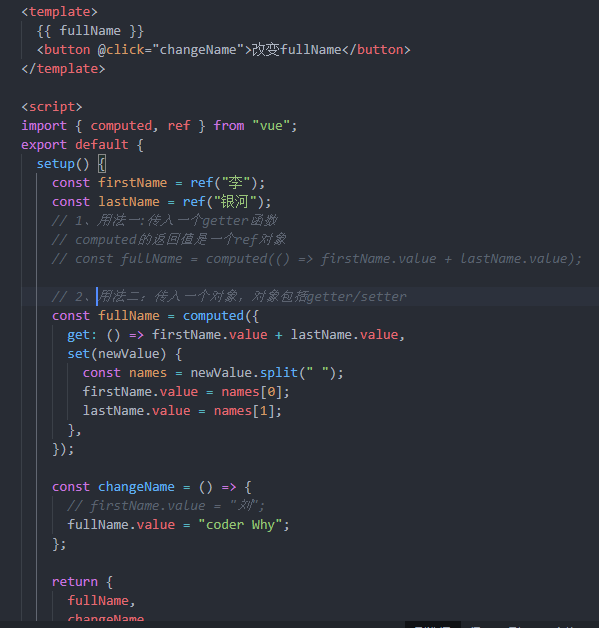 <template>
{{ fullName }}
<button @click="changeName">改变fullName</button>
</template>
<script>
import { computed, ref } from "vue";
export default {
setup() {
const firstName = ref("李");
const lastName = ref("银河");
// 1、用法一:传入一个getter函数
// computed的返回值是一个ref对象
// const fullName = computed(() => firstName.value + lastName.value);
// 2、用法二：传入一个对象，对象包括getter/setter
const fullName = computed({
get: () => firstName.value + lastName.value,
set(newValue) {
const names = newValue.split(" ");
firstName.value = names[0];
lastName.value = names[1];
},
});
const changeName = () => {
// firstName.value = "刘";
fullName.value = "coder Why";
};
return {
fullName,
changeName